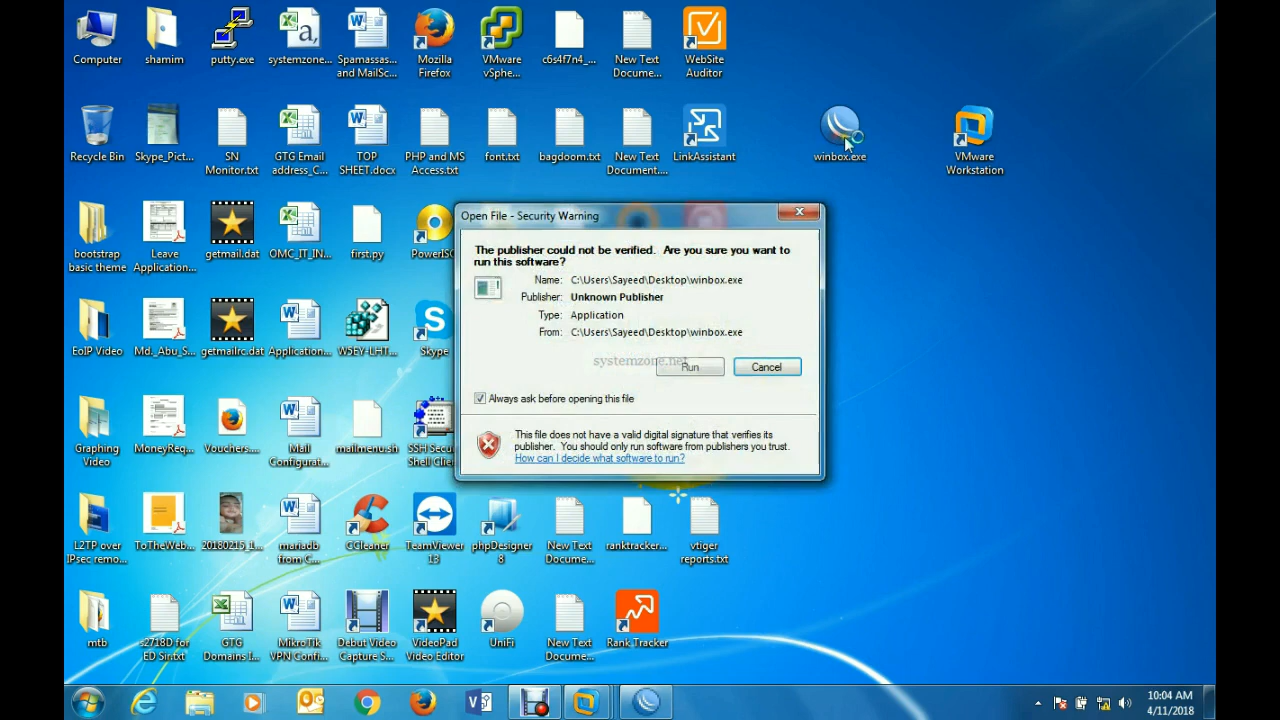 Computer
shamim
putty.exe
systemzone...
Spamassas...
and MailSc...
Mozilla
Firefox
VMware
vSphe...
c6s4f7n4_...
New Text
Docume...
WebSite
Auditor
Recycle Bin
Skype_Pict...
SN
Monitor.txt
GTG Email
address_C...
TOP
SHEET.docx
PHP and MS
Access.txt
font.txt
bagdoom.txt
New Text
Document....
LinkAssistant
winbox.exe
VMware
Workstation
bootstrap
basic theme
Leave
Application...
getmail.dat
OMC_IT_IN...
first.py
PowerISO
Open File - Security Warning
The publisher could not be verified. Are you sure you want to
run this software?
Name: C:\Users\Sayeed\Desktop\winbox.exe
Publisher: Unknown Publisher
Type: Application
From: C:\Users\Sayeed\Desktop\winbox.exe
systemzone.net
Run
Cancel
Always ask before opening this file
This file does not have a valid digital signature that verifies its
publisher. You should only run software from publishers you trust.
How can I decide what software to run?
EoIP Video
Md._Abu_S...
getmailrc.dat
Application...
W5EY-LHT...
Skype
Graphing
Video
MoneyReq...
Vouchers....
Mail
Configurat...
mailmenu.sh
SSH Secu
Shell Clien
L2TP over
IPsec remo...
ToTheWeb...
20180215_1...
mariadb
from C...
CCleaner
TeamViewer
13
phpDesigner
8
New Text
Docume...
ranktracker...
vtiger
reports.txt
mtb
s2718D for
ED Sir.txt
GTG
Domains I...
MikroTik
VPN Confi...
Debut Video
Capture S...
VideoPad
Video Editor
UniFi
New Text
Docume...
Rank Tracker
10:04 AM
4/11/2018